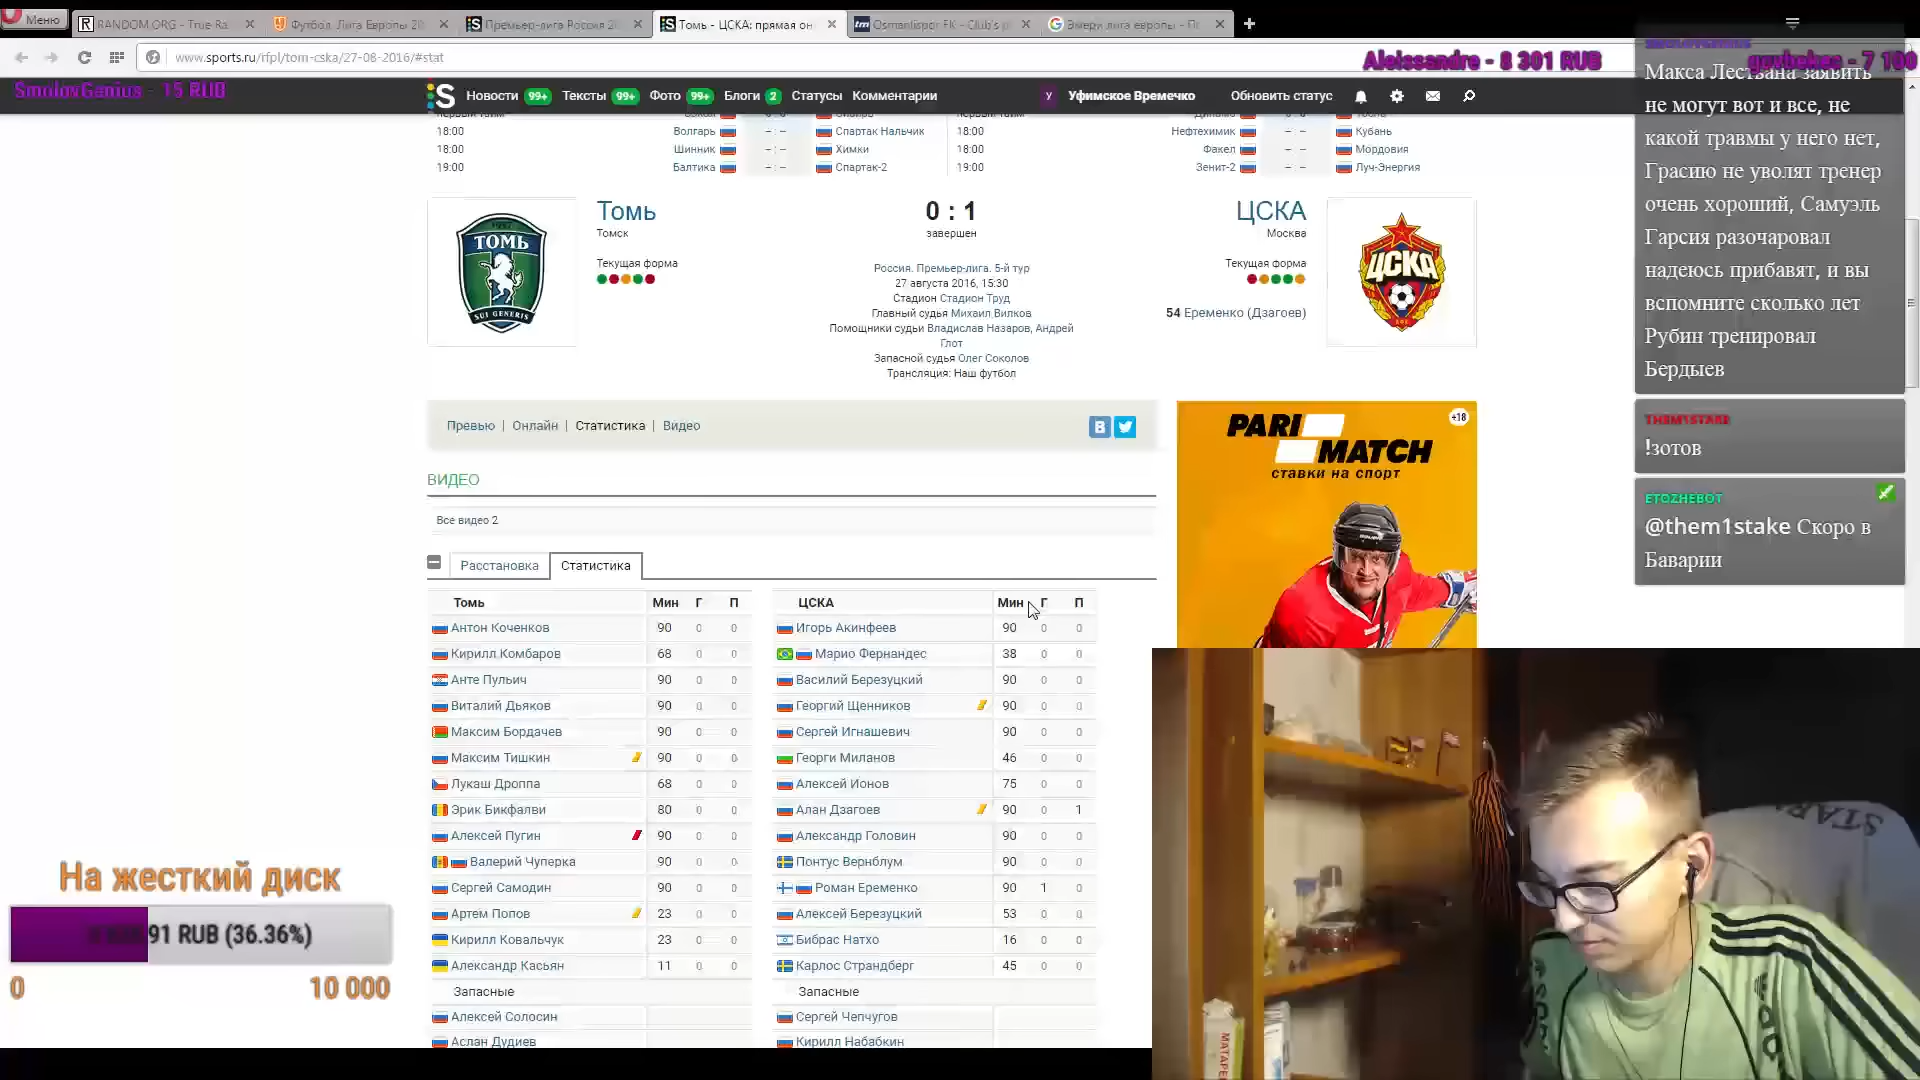 Меню
RANDOM.ORG - True Ra
Футбол. Лига Европы 20
Премьер-лига Россия 2
Томь - ЦСКА: прямая он
Osmanlispor FK - Club's p
Эмери лига европы - П
www.sports.ru/rfpl/tom-cska/27-08-2016/#stat
Aleissandre - 8 301 RUB
SmolovGenius - 15 RUB
Новости 99+ Тексты 99+ Фото 99+ Блоги 2 Статусы Комментарии
Уфимское Времечко
Обновить статус
18:00 Волгарь - : - Спартак Нальчик
18:00 Шинник - : - Химки
19:00 Балтика - : - Спартак-2
18:00 Нефтехимик - : - Кубань
18:00 Факел - : - Мордовия
19:00 Зенит-2 - : - Луч-Энергия
ТОМЬ
SUI GENERIS
Томь
Томск
Текущая форма
0 : 1
завершен
Россия. Премьер-лига. 5-й тур
27 августа 2016, 15:30
Стадион Стадион Труд
Главный судья Михаил Вилков
Помощники судьи Владислав Назаров, Андрей
Глот
Запасной судья Олег Соколов
Трансляция: Наш футбол
ЦСКА
Москва
Текущая форма
54 Еременко (Дзагоев)
ЦСКА
Превью | Онлайн | Статистика | Видео
ВИДЕО
Все видео 2
Расстановка
Статистика
Томь Мин Г П
Антон Коченков 90 0 0
Кирилл Комбаров 68 0 0
Анте Пульич 90 0 0
Виталий Дьяков 90 0 0
Максим Бордачев 90 0 0
Максим Тишкин 90 0 0
Лукаш Дроппа 68 0 0
Эрик Бикфалви 80 0 0
Алексей Пугин 90 0 0
Валерий Чуперка 90 0 0
Сергей Самодин 90 0 0
Артем Попов 23 0 0
Кирилл Ковальчук 23 0 0
Александр Касьян 11 0 0
Запасные
Алексей Солосин
Аслан Дудиев
ЦСКА Мин Г П
Игорь Акинфеев 90 0 0
Марио Фернандес 38 0 0
Василий Березуцкий 90 0 0
Георгий Щенников 90 0 0
Сергей Игнашевич 90 0 0
Георги Миланов 46 0 0
Алексей Ионов 75 0 0
Алан Дзагоев 90 0 1
Александр Головин 90 0 0
Понтус Вернблум 90 0 0
Роман Еременко 90 1 0
Алексей Березуцкий 53 0 0
Бибрас Натхо 16 0 0
Карлос Страндберг 45 0 0
Запасные
Сергей Чепчугов
Кирилл Набабкин
PARI MATCH
ставки на спорт
+18
Макса Лествана заявить
не могут вот и все, не
какой травмы у него нет,
Грасию не уволят тренер
очень хороший, Самуэль
Гарсия разочаровал
надеюсь прибавят, и вы
вспомните сколько лет
Рубин тренировал
Бердыев
THEM1STAKE
!зотов
ETOZHEBOT
@them1stake Скоро в
Баварии
На жесткий диск
91 RUB (36.36%)
0
10 000